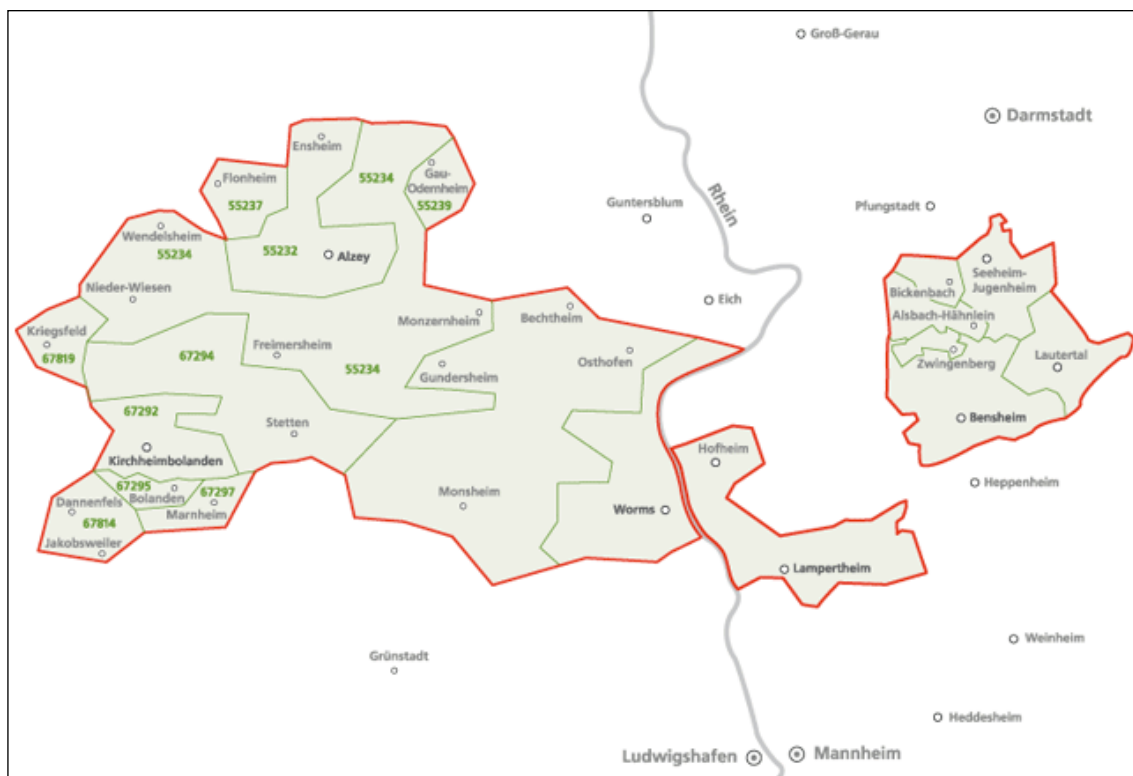 Groß-Gerau
Darmstadt
Ensheim
55234
Gau-
Odernheim
55239
Flonheim
55237
Rhein
Guntersblum
Pfungstadt
Wendelsheim
55234
55232
Alzey
Seeheim-
Jugenheim
Bickenbach
Nieder-Wiesen
Eich
Monzernheim
Bechtheim
Alsbach-Hähnlein
Kriegsfeld
67819
67294
Freimersheim
55234
Gundersheim
Osthofen
Zwingenberg
Lautertal
67292
Stetten
Bensheim
Kirchheimbolanden
Hofheim
67295
Bolanden
67297
Marnheim
Dannenfels
67814
Jakobsweiler
Monsheim
Worms
Heppenheim
Lampertheim
Weinheim
Grünstadt
Heddesheim
Ludwigshafen
Mannheim